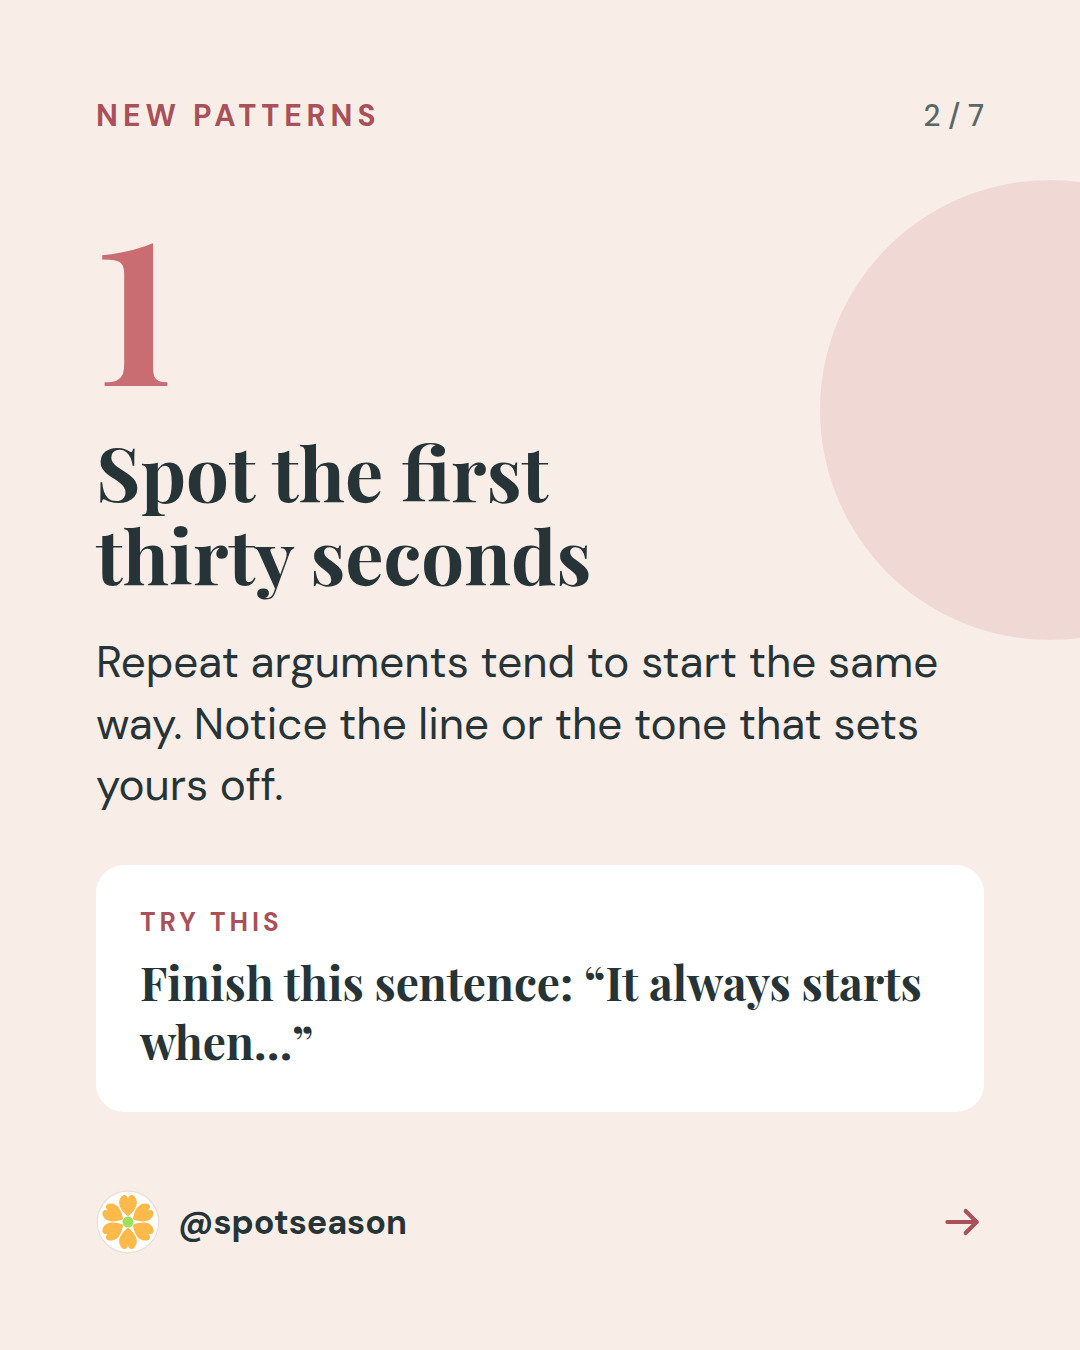 NEW PATTERNS
2 / 7
1
Spot the first
thirty seconds
Repeat arguments tend to start the same
way. Notice the line or the tone that sets
yours off.
TRY THIS
Finish this sentence: “It always starts
when...”
@spotseason